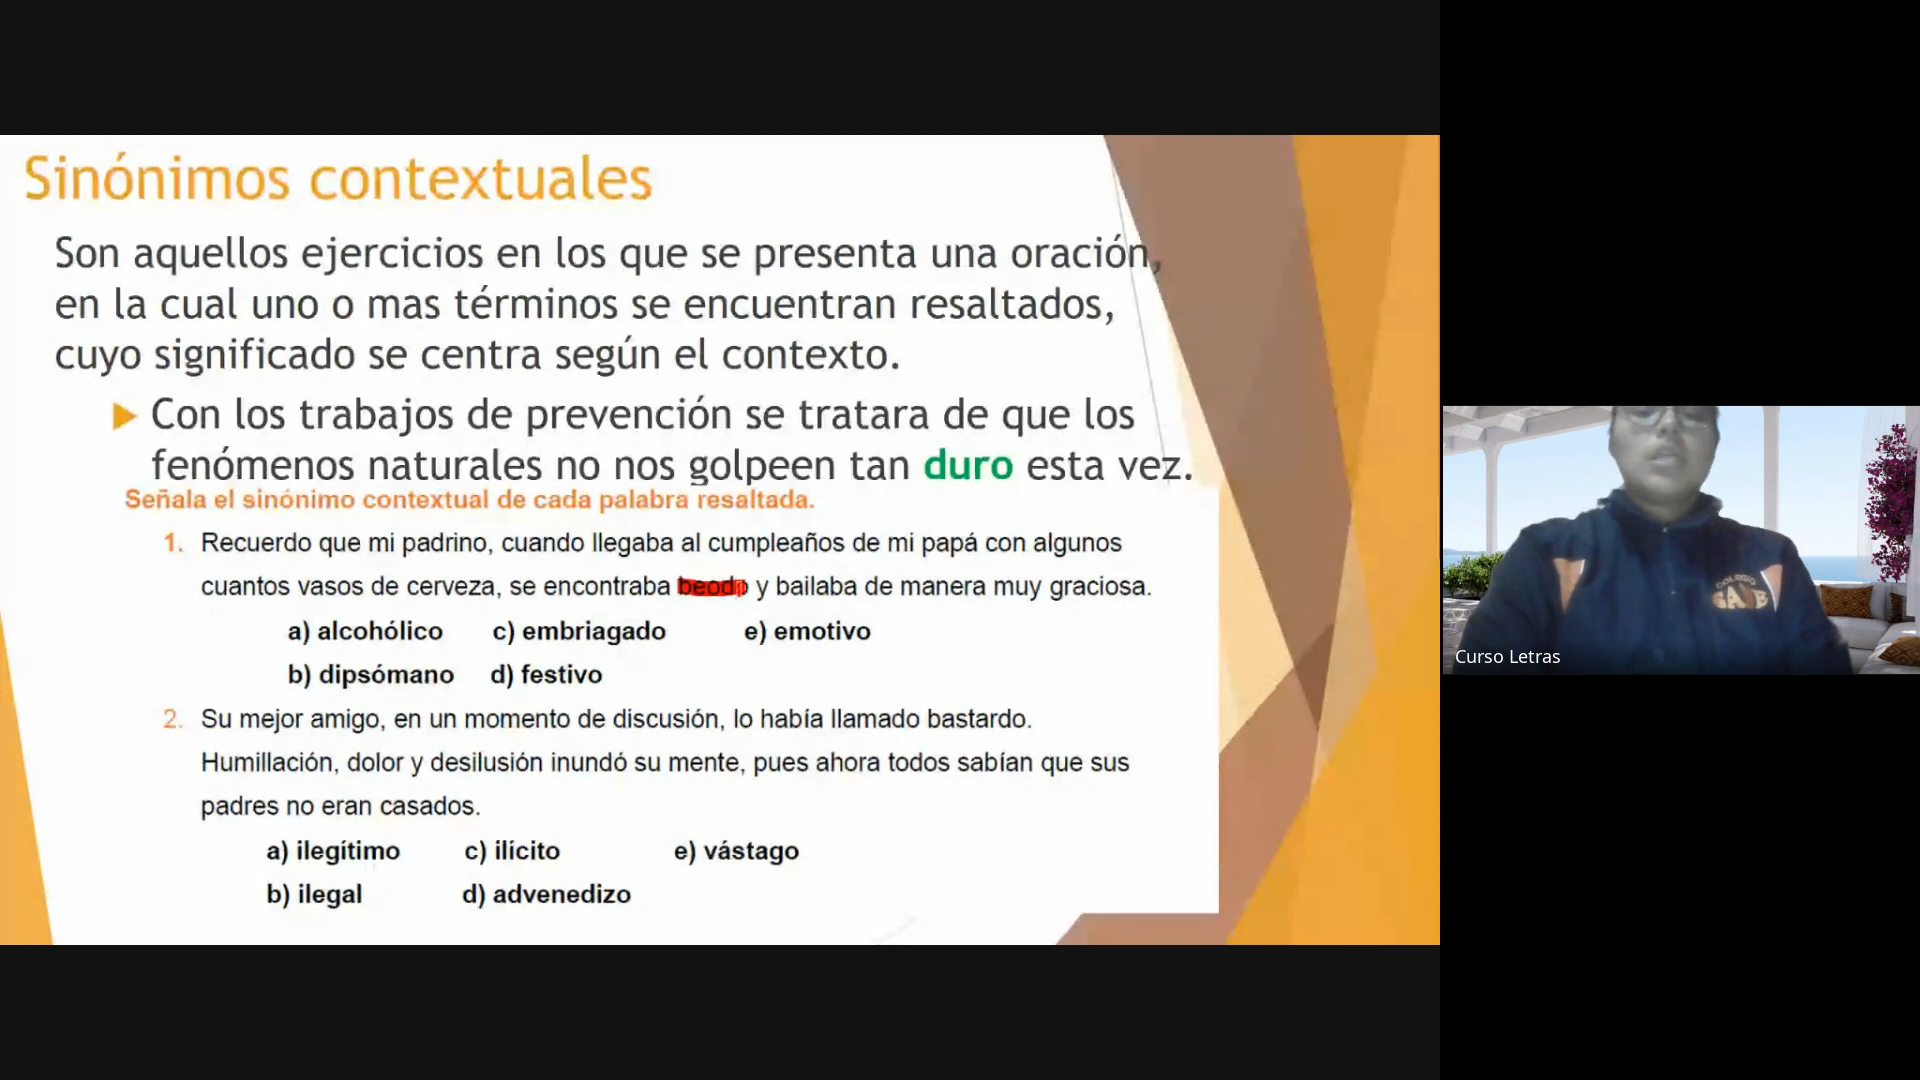 Sinónimos contextuales
Son aquellos ejercicios en los que se presenta una oración,
en la cual uno o mas términos se encuentran resaltados,
cuyo significado se centra según el contexto.
Con los trabajos de prevención se tratara de que los
fenómenos naturales no nos golpeen tan duro esta vez.
Señala el sinónimo contextual de cada palabra resaltada.
1. Recuerdo que mi padrino, cuando llegaba al cumpleaños de mi papá con algunos
cuantos vasos de cerveza, se encontraba beodo y bailaba de manera muy graciosa.
a) alcohólico c) embriagado e) emotivo
b) dipsómano d) festivo
2. Su mejor amigo, en un momento de discusión, lo había llamado bastardo.
Humillación, dolor y desilusión inundó su mente, pues ahora todos sabían que sus
padres no eran casados.
a) ilegítimo c) ilícito e) vástago
b) ilegal d) advenedizo
COLEGIO
Curso Letras